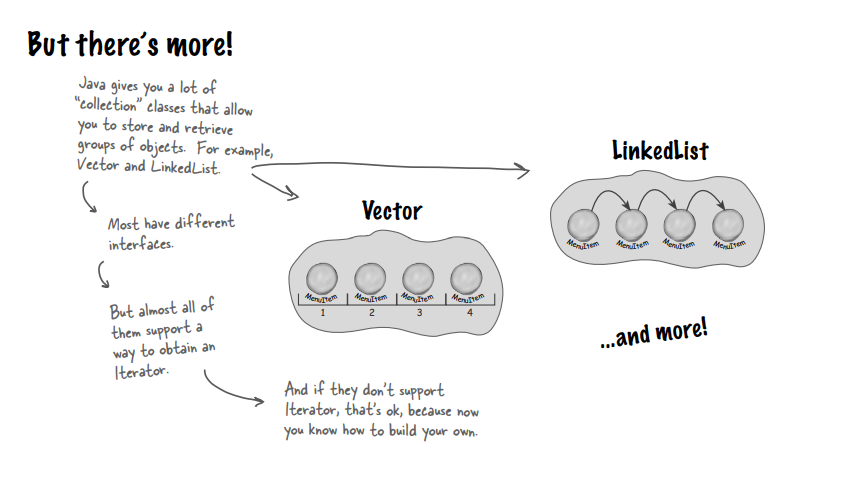 But there's more!
Java gives you a lot of
"collection" classes that allow
you to store and retrieve
groups of objects. For example,
Vector and LinkedList.
Most have different
interfaces.
But almost all of
them support a
way to obtain an
Iterator.
And if they don't support
Iterator, that's ok, because now
you know how to build your own.
Vector
MenuItem MenuItem MenuItem MenuItem
1 2 3 4
LinkedList
MenuItem MenuItem MenuItem MenuItem
...and more!